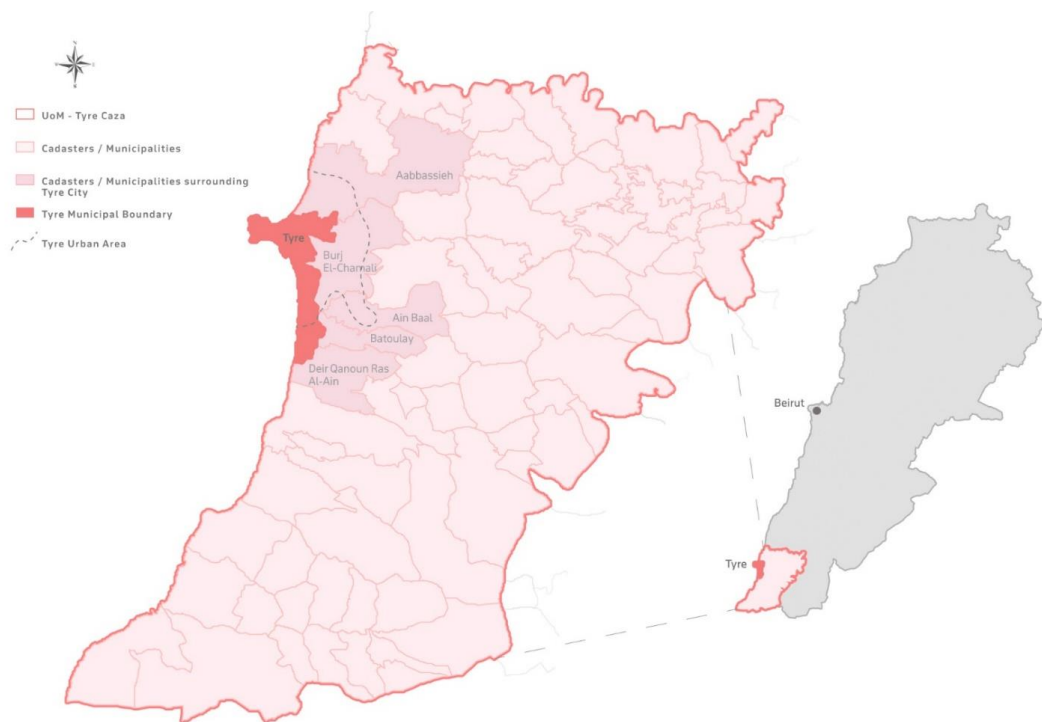 UoM - Tyre Caza
Cadasters / Municipalities
Cadasters / Municipalities surrounding
Tyre City
Tyre Municipal Boundary
Tyre Urban Area
Aabbassieh
Tyre
Burj
El-Chamali
Ain Baal
Batoulay
Deir Qanoun Ras
Al-Ain
Beirut
Tyre